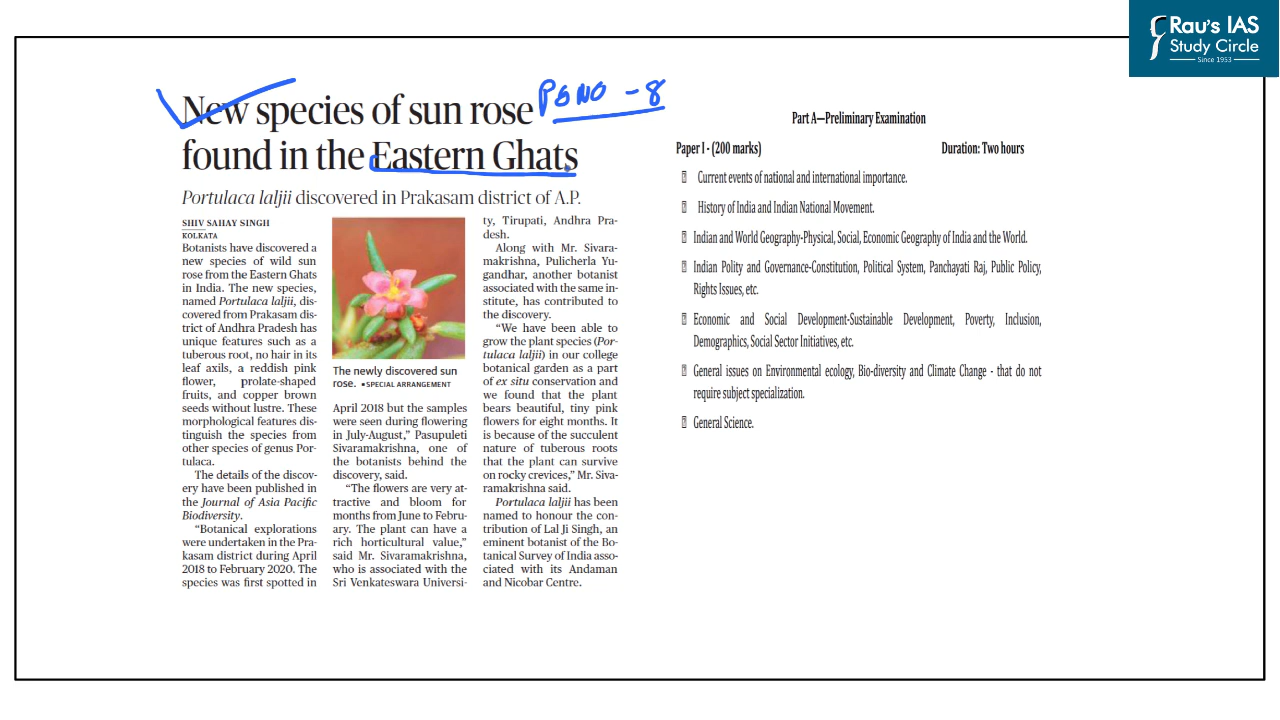 Rau's IAS
Study Circle
Since 1953
New species of sun rose
PG NO - 8
found in the Eastern Ghats
Portulaca laljii discovered in Prakasam district of A.P.
SHIV SAHAY SINGH
KOLKATA
Botanists have discovered a
new species of wild sun
rose from the Eastern Ghats
in India. The new species,
named Portulaca laljii, dis-
covered from Prakasam dis-
trict of Andhra Pradesh has
unique features such as a
tuberous root, no hair in its
leaf axils, a reddish pink
flower, prolate-shaped
fruits, and copper brown
seeds without lustre. These
morphological features dis-
tinguish the species from
other species of genus Por-
tulaca.
The details of the discov-
ery have been published in
the Journal of Asia Pacific
Biodiversity.
“Botanical explorations
were undertaken in the Pra-
kasam district during April
2018 to February 2020. The
species was first spotted in
The newly discovered sun
rose. ■SPECIAL ARRANGEMENT
April 2018 but the samples
were seen during flowering
in July-August,” Pasupuleti
Sivaramakrishna, one of
the botanists behind the
discovery, said.
“The flowers are very at-
tractive and bloom for
months from June to Febru-
ary. The plant can have a
rich horticultural value,”
said Mr. Sivaramakrishna,
who is associated with the
Sri Venkateswara Universi-
ty, Tirupati, Andhra Pra-
desh.
Along with Mr. Sivara-
makrishna, Pulicherla Yu-
gandhar, another botanist
associated with the same in-
stitute, has contributed to
the discovery.
“We have been able to
grow the plant species (Por-
tulaca laljii) in our college
botanical garden as a part
of ex situ conservation and
we found that the plant
bears beautiful, tiny pink
flowers for eight months. It
is because of the succulent
nature of tuberous roots
that the plant can survive
on rocky crevices,” Mr. Siva-
ramakrishna said.
Portulaca laljii has been
named to honour the con-
tribution of Lal Ji Singh, an
eminent botanist of the Bo-
tanical Survey of India asso-
ciated with its Andaman
and Nicobar Centre.
Part A—Preliminary Examination
Paper I - (200 marks) Duration: Two hours
Current events of national and international importance.
History of India and Indian National Movement.
Indian and World Geography-Physical, Social, Economic Geography of India and the World.
Indian Polity and Governance-Constitution, Political System, Panchayati Raj, Public Policy,
Rights Issues, etc.
Economic and Social Development-Sustainable Development, Poverty, Inclusion,
Demographics, Social Sector Initiatives, etc.
General issues on Environmental ecology, Bio-diversity and Climate Change - that do not
require subject specialization.
General Science.